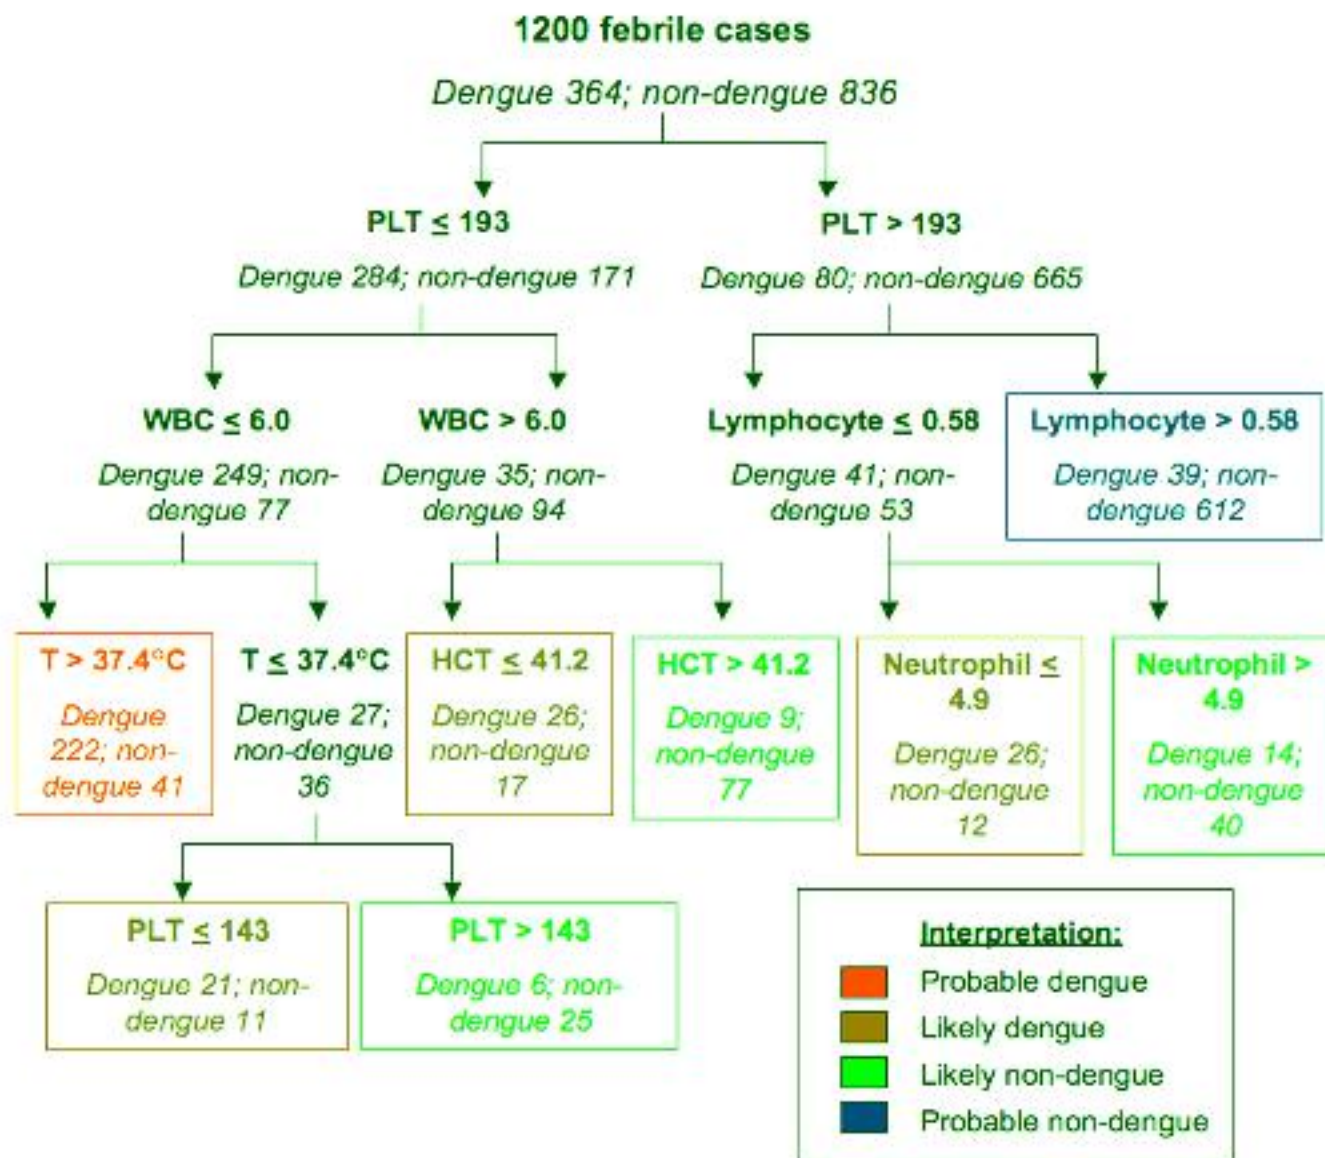 1200 febrile cases
Dengue 364; non-dengue 836
PLT ≤ 193
Dengue 284; non-dengue 171
PLT > 193
Dengue 80; non-dengue 665
WBC ≤ 6.0
Dengue 249; non-
dengue 77
WBC > 6.0
Dengue 35; non-
dengue 94
Lymphocyte ≤ 0.58
Dengue 41; non-
dengue 53
Lymphocyte > 0.58
Dengue 39; non-
dengue 612
T > 37.4°C
Dengue
222; non-
dengue 41
T ≤ 37.4°C
Dengue 27;
non-dengue
36
HCT ≤ 41.2
Dengue 26;
non-dengue
17
HCT > 41.2
Dengue 9;
non-dengue
77
Neutrophil ≤
4.9
Dengue 26;
non-dengue
12
Neutrophil >
4.9
Dengue 14;
non-dengue
40
PLT ≤ 143
Dengue 21; non-
dengue 11
PLT > 143
Dengue 6; non-
dengue 25
Interpretation:
Probable dengue
Likely dengue
Likely non-dengue
Probable non-dengue